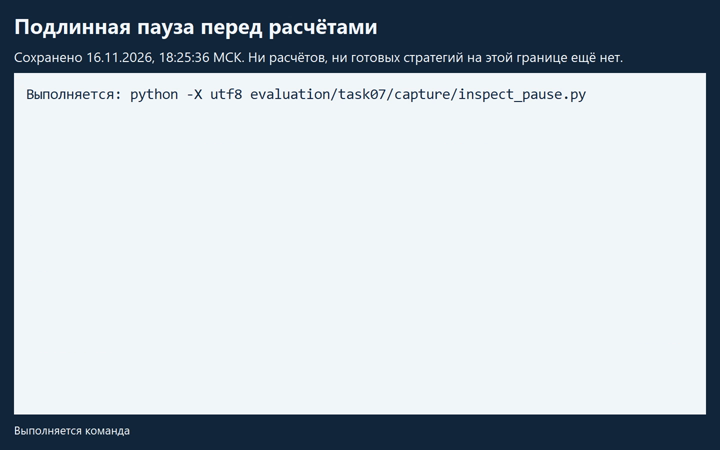 Подлинная пауза перед расчётами
Сохранено 16.11.2026, 18:25:36 МСК. Ни расчётов, ни готовых стратегий на этой границе ещё нет.
Выполняется: python -X utf8 evaluation/task07/capture/inspect_pause.py
Выполняется команда